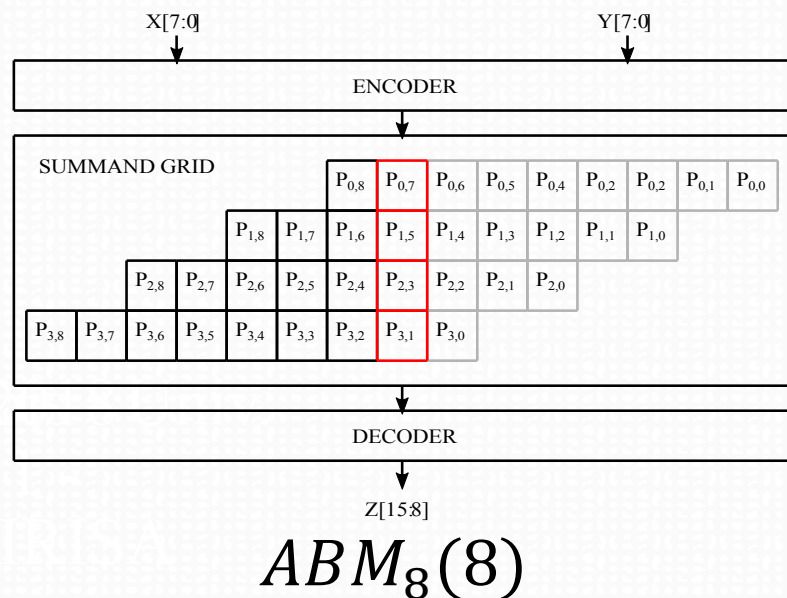 X[7:0] Y[7:0]
ENCODER
SUMMAND GRID
P0,8 P0,7 P0,6 P0,5 P0,4 P0,2 P0,2 P0,1 P0,0
P1,8 P1,7 P1,6 P1,5 P1,4 P1,3 P1,2 P1,1 P1,0
P2,8 P2,7 P2,6 P2,5 P2,4 P2,3 P2,2 P2,1 P2,0
P3,8 P3,7 P3,6 P3,5 P3,4 P3,3 P3,2 P3,1 P3,0
DECODER
Z[15:8]
IRISA
ABM8(8)